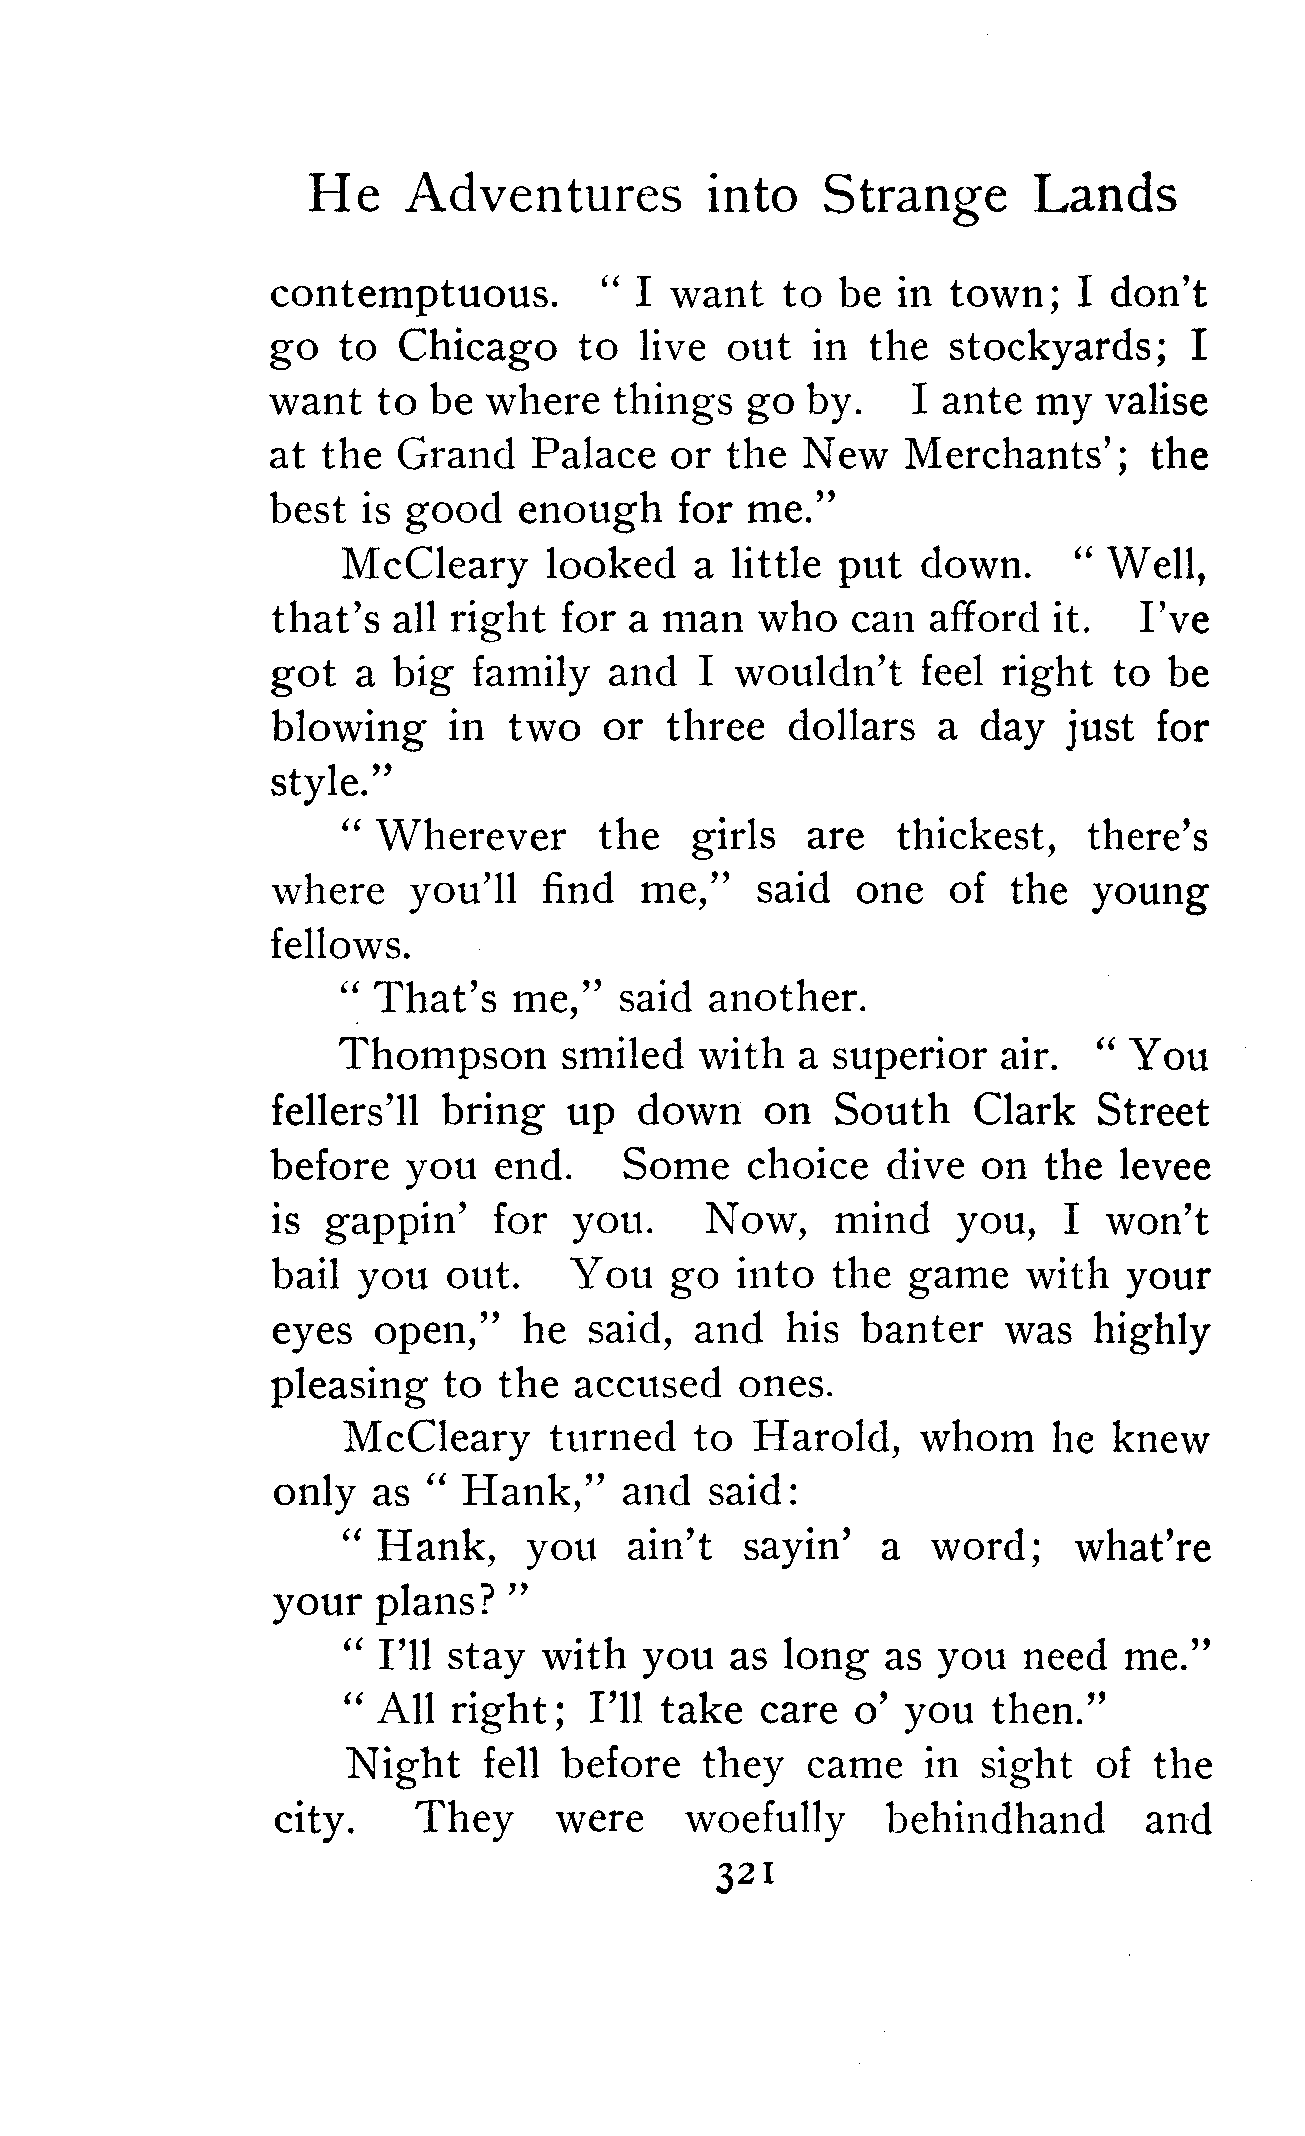 He Adventures into Strange Lands
contemptuous. " I want to be in town; I don't
go to Chicago to live out in the stockyards; I
want to be where things go by. I ante my valise
at the Grand Palace or the New Merchants'; the
best is good enough for me."
McCleary looked a little put down. " Well,
that's all right for a man who can afford it. I've
got a big family and I wouldn't feel right to be
blowing in two or three dollars a day just for
style."
" Wherever the girls are thickest, there's
where you'll find me," said one of the young
fellows.
" That's me," said another.
Thompson smiled with a superior air. " You
fellers'll bring up down on South Clark Street
before you end. Some choice dive on the levee
is gappin' for you. Now, mind you, I won't
bail you out. You go into the game with your
eyes open," he said, and his banter was highly
pleasing to the accused ones.
McCleary turned to Harold, whom he knew
only as " Hank," and said:
" Hank, you ain't sayin' a word; what're
your plans? "
" I'll stay with you as long as you need me."
" All right; I'll take care o' you then."
Night fell before they came in sight of the
city. They were woefully behindhand and
321